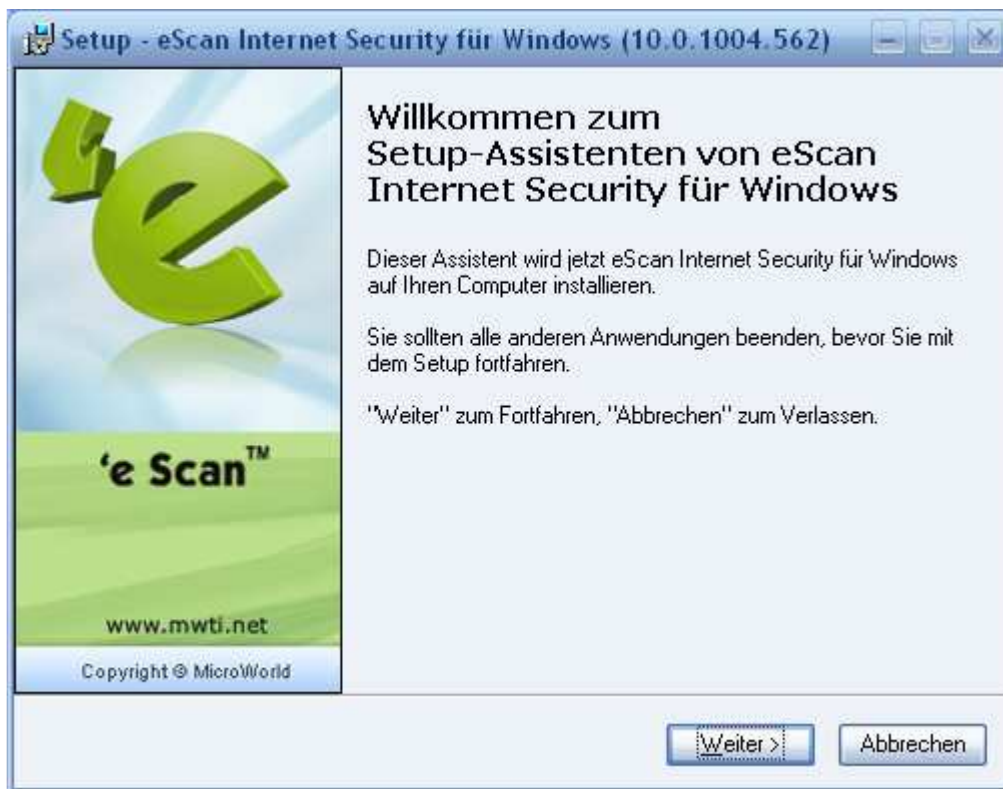 Setup - eScan Internet Security für Windows (10.0.1004.562)
Willkommen zum
Setup-Assistenten von eScan
Internet Security für Windows
Dieser Assistent wird jetzt eScan Internet Security für Windows
auf Ihren Computer installieren.
Sie sollten alle anderen Anwendungen beenden, bevor Sie mit
dem Setup fortfahren.
"Weiter" zum Fortfahren, "Abbrechen" zum Verlassen.
‘e
‘e Scan™
www.mwti.net
Copyright © MicroWorld
Weiter >
Abbrechen